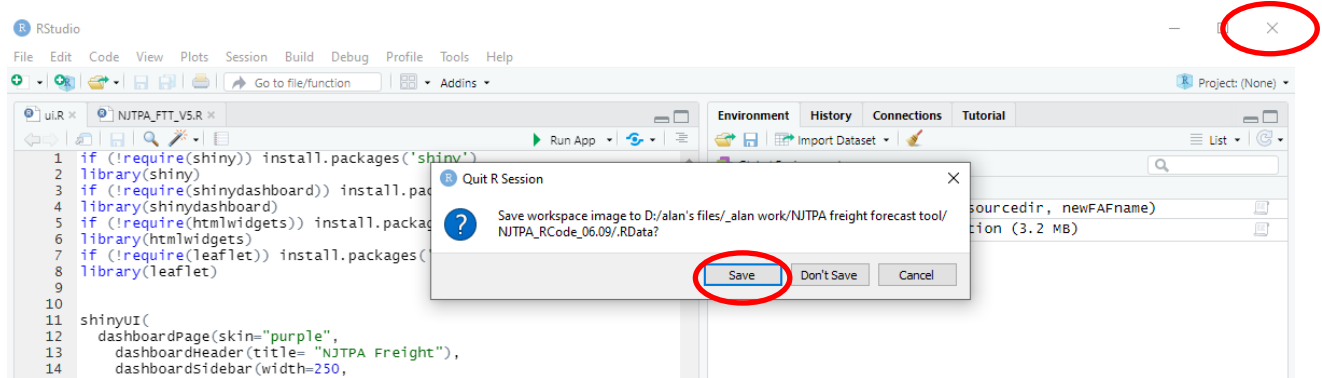 RStudio
File Edit Code View Plots Session Build Debug Profile Tools Help
Go to file/function Addins Project: (None)
ui.R NJTPA_FTT_V5.R
Environment History Connections Tutorial
Run App
Import Dataset List
1 if (!require(shiny)) install.packages('shiny')
2 library(shiny)
3 if (!require(shinydashboard)) install.pac
4 library(shinydashboard)
5 if (!require(htmlwidgets)) install.packag
6 library(htmlwidgets)
7 if (!require(leaflet)) install.packages('
8 library(leaflet)
9
10
11 shinyUI(
12 dashboardPage(skin="purple",
13 dashboardHeader(title= "NJTPA Freight"),
14 dashboardSidebar(width=250,
Quit R Session
Save workspace image to D:/alan's files/_alan work/NJTPA freight forecast tool/
NJTPA_RCode_06.09/.RData?
Save Don't Save Cancel
sourcedir, newFAFname)
tion (3.2 MB)